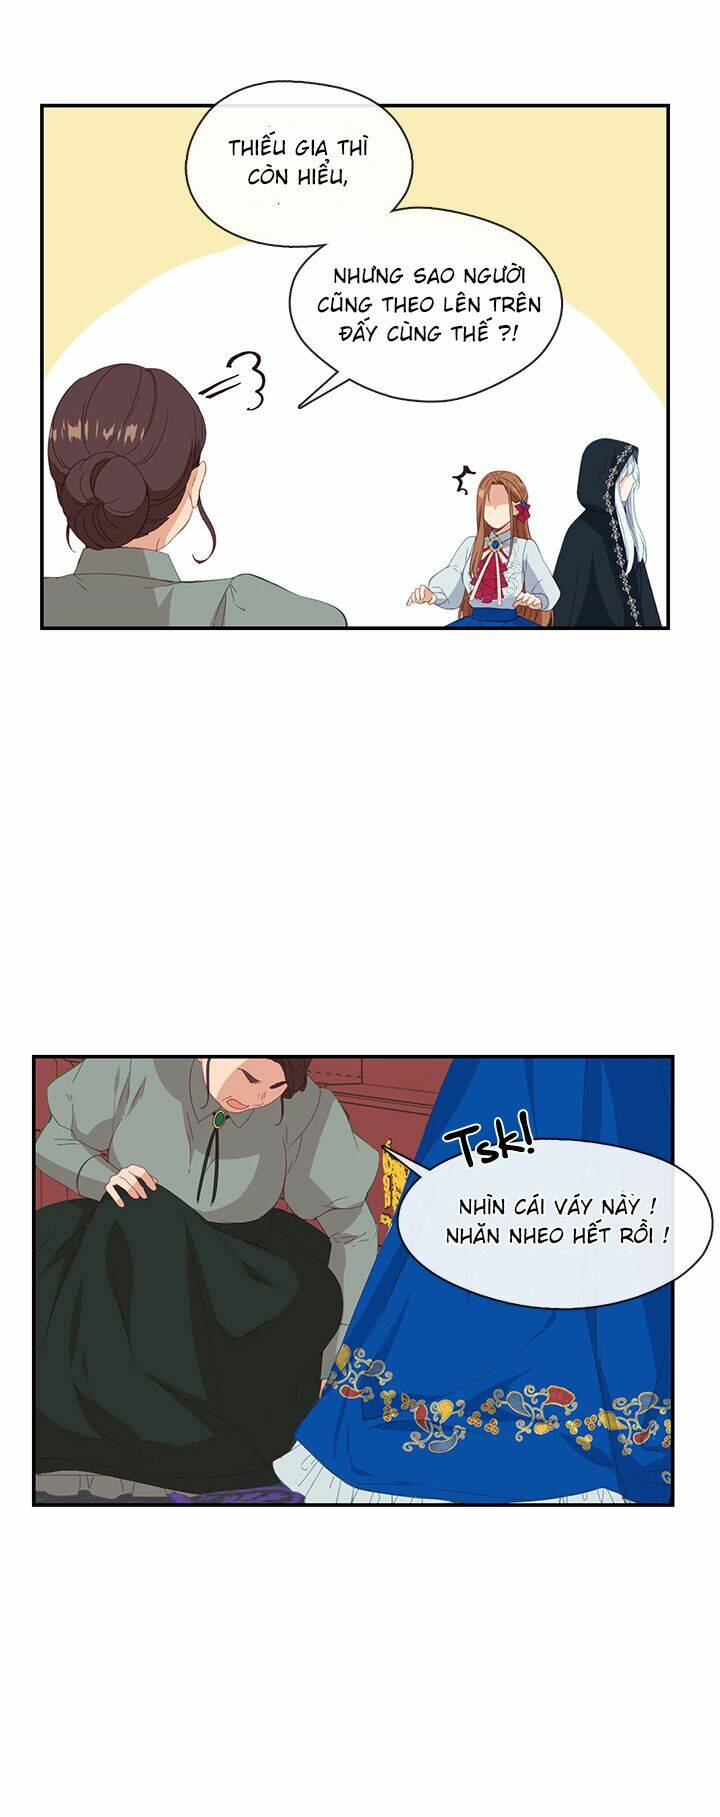 THIẾU GIA THÌ
CÒN HIỂU,
NHƯNG SAO NGƯỜI
CŨNG THEO LÊN TRÊN
ĐẤY CÙNG THẾ ?!
Tsk!
NHÌN CÁI VÁY NÀY !
NHĂN NHEO HẾT RỒI !